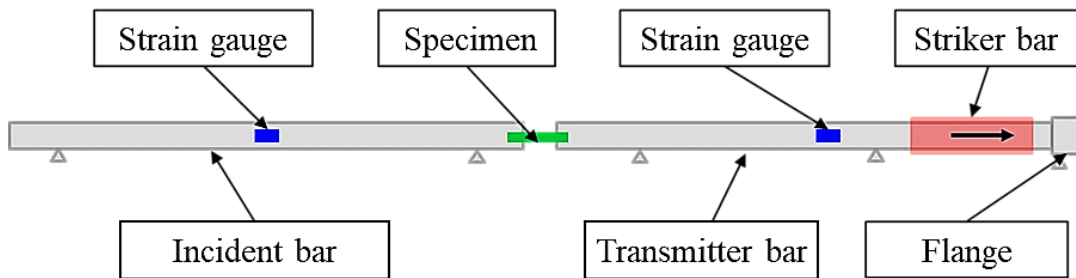 Strain gauge
Specimen
Strain gauge
Striker bar
Incident bar
Transmitter bar
Flange